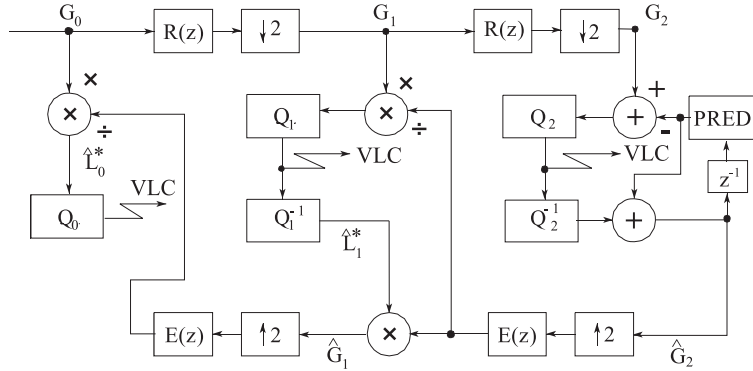 G₀ G₁ G₂
R(z) ↓2 R(z) ↓2
× × +
× ÷ Q₁. × ÷ Q₂ + - PRED
L̂₀* VLC VLC VLC z⁻¹
Q₀. Q₁⁻¹ L̂₁* Q₂⁻¹ +
E(z) ↑2 × E(z) ↑2
Ĝ₁ Ĝ₂